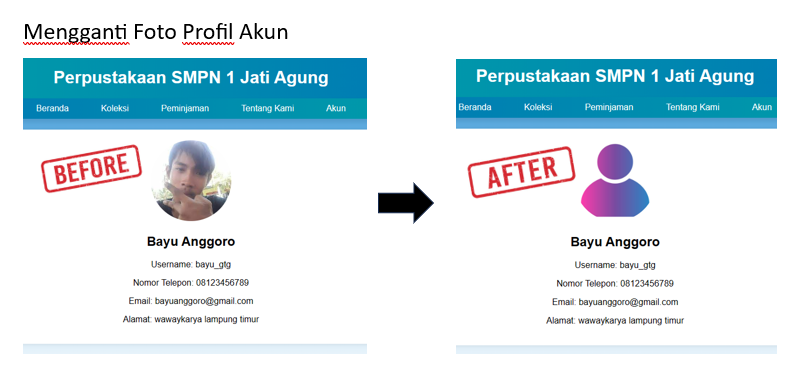 Mengganti Foto Profil Akun
Perpustakaan SMPN 1 Jati Agung
Beranda Koleksi Peminjaman Tentang Kami Akun
BEFORE
Bayu Anggoro
Username: bayu_gtg
Nomor Telepon: 08123456789
Email: bayuanggoro@gmail.com
Alamat: wawaykarya lampung timur
Perpustakaan SMPN 1 Jati Agung
Beranda Koleksi Peminjaman Tentang Kami Akun
AFTER
Bayu Anggoro
Username: bayu_gtg
Nomor Telepon: 08123456789
Email: bayuanggoro@gmail.com
Alamat: wawaykarya lampung timur